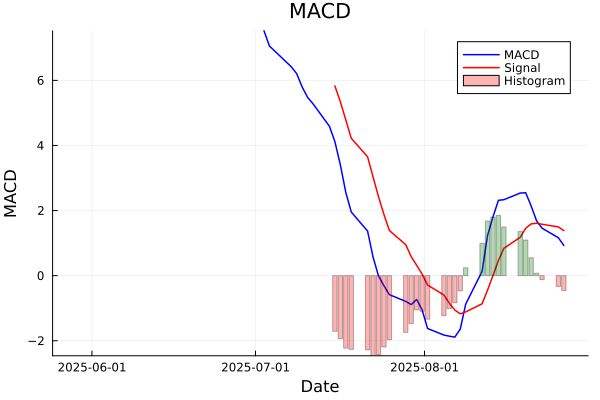 MACD
MACD
Signal
Histogram
6
4
2
0
−2
MACD
2025-06-01
2025-07-01
2025-08-01
Date